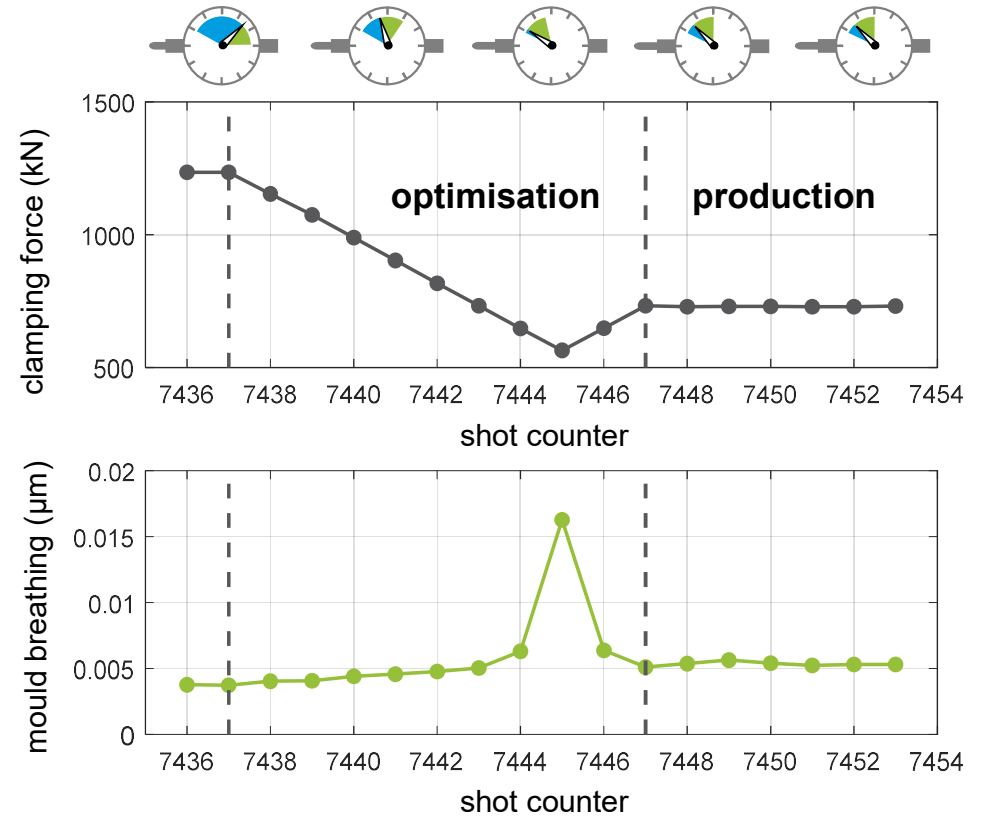 1500
1000
500
clamping force (kN)
optimisation
production
7436 7438 7440 7442 7444 7446 7448 7450 7452 7454
shot counter
0.02
0.015
0.01
0.005
0
mould breathing (µm)
7436 7438 7440 7442 7444 7446 7448 7450 7452 7454
shot counter